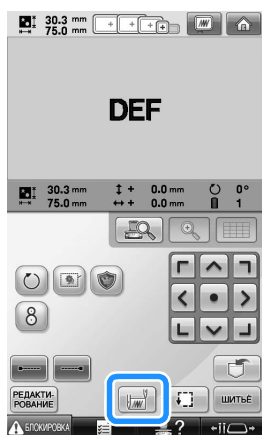 30.3 mm
75.0 mm
DEF
30.3 mm ↕ + 0.0 mm 0°
75.0 mm ↔ + 0.0 mm 1
8
РЕДАКТИ-
РОВАНИЕ
ШИТЬЁ
БЛОКИРОВКА
?